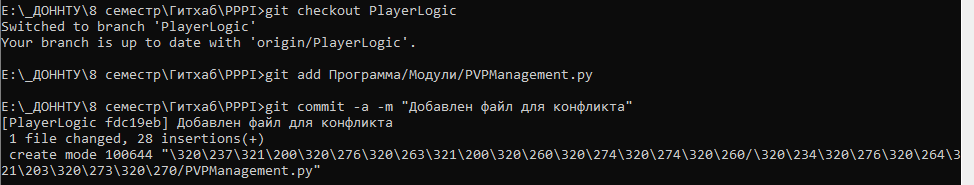 E:\_ДОННТУ\8 семестр\Гитхаб\PPPI>git checkout PlayerLogic
Switched to branch 'PlayerLogic'
Your branch is up to date with 'origin/PlayerLogic'.
E:\_ДОННТУ\8 семестр\Гитхаб\PPPI>git add Программа/Модули/PVPManagement.py
E:\_ДОННТУ\8 семестр\Гитхаб\PPPI>git commit -a -m "Добавлен файл для конфликта"
[PlayerLogic fdc19eb] Добавлен файл для конфликта
1 file changed, 28 insertions(+)
create mode 100644 "\320\237\321\200\320\276\320\263\321\200\320\260\320\274\320\274\320\260/\320\234\320\276\320\264\3
21\203\320\273\320\270/PVPManagement.py"